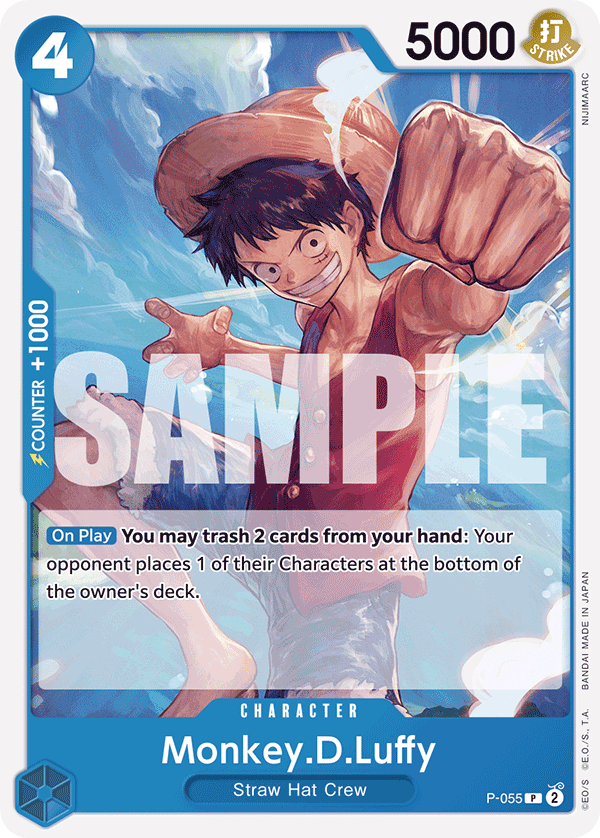 4
5000
打
STRIKE
NIJIMAARC
COUNTER +1000
SAMPLE
On Play You may trash 2 cards from your hand: Your
opponent places 1 of their Characters at the bottom of
the owner's deck.
CHARACTER
Monkey.D.Luffy
Straw Hat Crew
P-055 P 2
©EO/S ©E.O./S., T.A. BANDAI MADE IN JAPAN